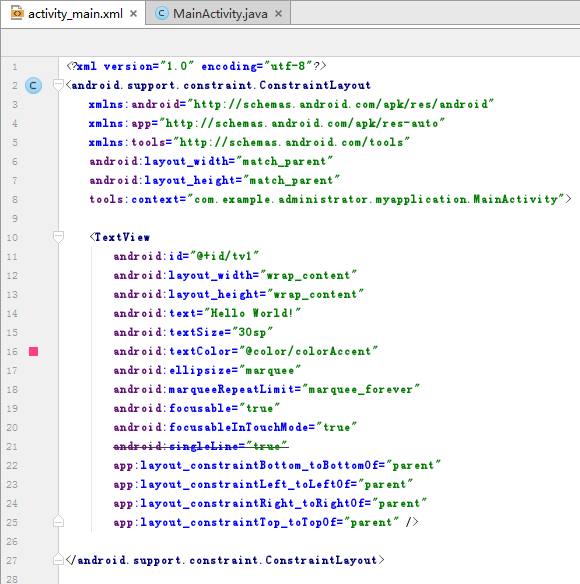 activity_main.xml × MainActivity.java ×
1 <?xml version="1.0" encoding="utf-8"?>
2 C <android.support.constraint.ConstraintLayout
3 xmlns:android="http://schemas.android.com/apk/res/android"
4 xmlns:app="http://schemas.android.com/apk/res-auto"
5 xmlns:tools="http://schemas.android.com/tools"
6 android:layout_width="match_parent"
7 android:layout_height="match_parent"
8 tools:context="com.example.administrator.myapplication.MainActivity">
9
10 <TextView
11 android:id="@+id/tv1"
12 android:layout_width="wrap_content"
13 android:layout_height="wrap_content"
14 android:text="Hello World!"
15 android:textSize="30sp"
16 android:textColor="@color/colorAccent"
17 android:ellipsize="marquee"
18 android:marqueeRepeatLimit="marquee_forever"
19 android:focusable="true"
20 android:focusableInTouchMode="true"
21 android:singleLine="true"
22 app:layout_constraintBottom_toBottomOf="parent"
23 app:layout_constraintLeft_toLeftOf="parent"
24 app:layout_constraintRight_toRightOf="parent"
25 app:layout_constraintTop_toTopOf="parent" />
26
27 </android.support.constraint.ConstraintLayout>
28